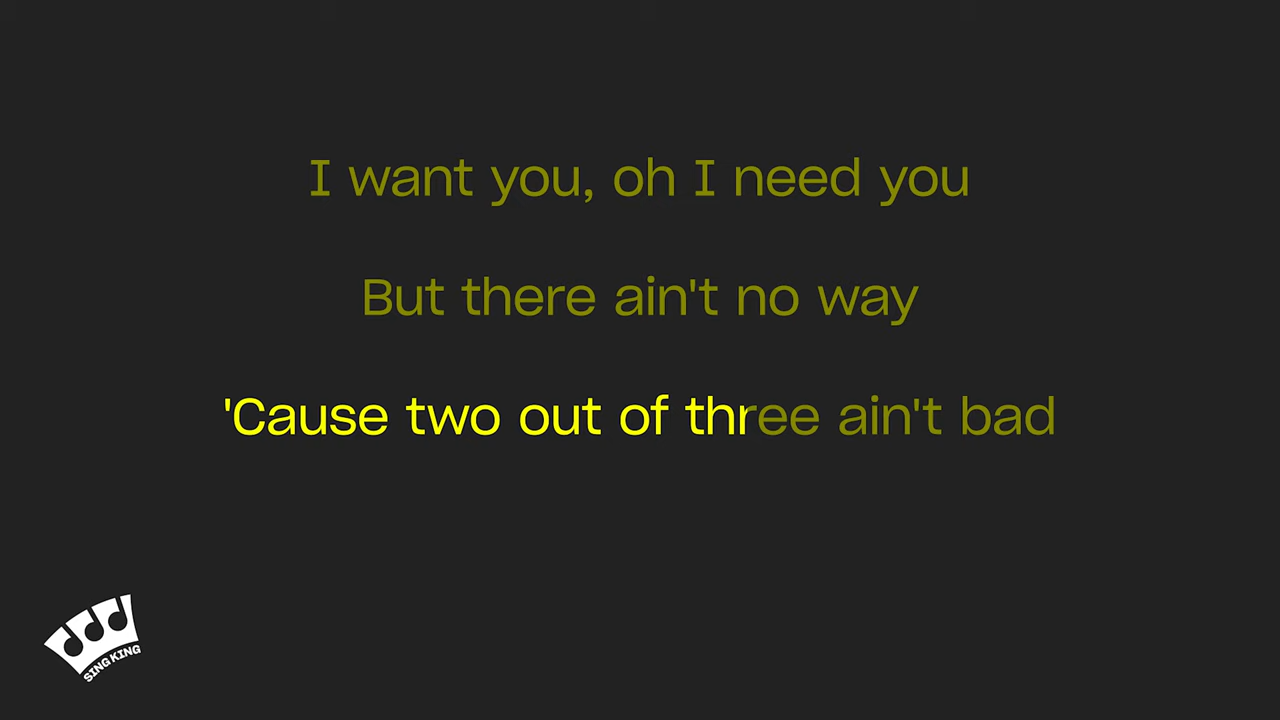 I want you, oh I need you
But there ain't no way
'Cause two out of three ain't bad
SING KING